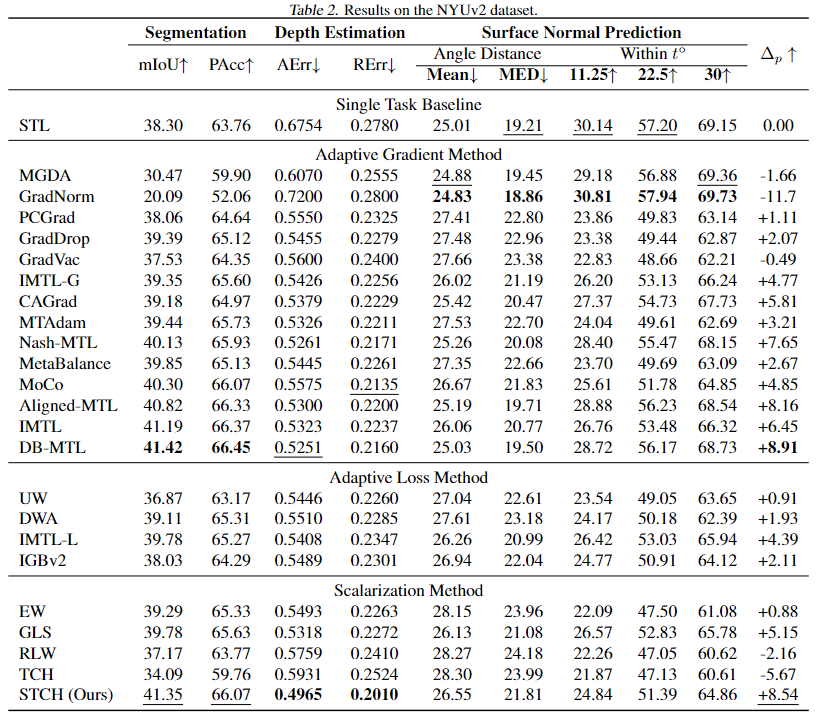 Table 2. Results on the NYUv2 dataset.
Segmentation Depth Estimation Surface Normal Prediction
mIoU↑ PAcc↑ AErr↓ RErr↓ Angle Distance Within t° Δp ↑
Mean↓ MED↓ 11.25↑ 22.5↑ 30↑
Single Task Baseline
STL 38.30 63.76 0.6754 0.2780 25.01 19.21 30.14 57.20 69.15 0.00
Adaptive Gradient Method
MGDA 30.47 59.90 0.6070 0.2555 24.88 19.45 29.18 56.88 69.36 -1.66
GradNorm 20.09 52.06 0.7200 0.2800 24.83 18.86 30.81 57.94 69.73 -11.7
PCGrad 38.06 64.64 0.5550 0.2325 27.41 22.80 23.86 49.83 63.14 +1.11
GradDrop 39.39 65.12 0.5455 0.2279 27.48 22.96 23.38 49.44 62.87 +2.07
GradVac 37.53 64.35 0.5600 0.2400 27.66 23.38 22.83 48.66 62.21 -0.49
IMTL-G 39.35 65.60 0.5426 0.2256 26.02 21.19 26.20 53.13 66.24 +4.77
CAGrad 39.18 64.97 0.5379 0.2229 25.42 20.47 27.37 54.73 67.73 +5.81
MTAdam 39.44 65.73 0.5326 0.2211 27.53 22.70 24.04 49.61 62.69 +3.21
Nash-MTL 40.13 65.93 0.5261 0.2171 25.26 20.08 28.40 55.47 68.15 +7.65
MetaBalance 39.85 65.13 0.5445 0.2261 27.35 22.66 23.70 49.69 63.09 +2.67
MoCo 40.30 66.07 0.5575 0.2135 26.67 21.83 25.61 51.78 64.85 +4.85
Aligned-MTL 40.82 66.33 0.5300 0.2200 25.19 19.71 28.88 56.23 68.54 +8.16
IMTL 41.19 66.37 0.5323 0.2237 26.06 20.77 26.76 53.48 66.32 +6.45
DB-MTL 41.42 66.45 0.5251 0.2160 25.03 19.50 28.72 56.17 68.73 +8.91
Adaptive Loss Method
UW 36.87 63.17 0.5446 0.2260 27.04 22.61 23.54 49.05 63.65 +0.91
DWA 39.11 65.31 0.5510 0.2285 27.61 23.18 24.17 50.18 62.39 +1.93
IMTL-L 39.78 65.27 0.5408 0.2347 26.26 20.99 26.42 53.03 65.94 +4.39
IGBv2 38.03 64.29 0.5489 0.2301 26.94 22.04 24.77 50.91 64.12 +2.11
Scalarization Method
EW 39.29 65.33 0.5493 0.2263 28.15 23.96 22.09 47.50 61.08 +0.88
GLS 39.78 65.63 0.5318 0.2272 26.13 21.08 26.57 52.83 65.78 +5.15
RLW 37.17 63.77 0.5759 0.2410 28.27 24.18 22.26 47.05 60.62 -2.16
TCH 34.09 59.76 0.5931 0.2524 28.30 23.99 21.87 47.13 60.61 -5.67
STCH (Ours) 41.35 66.07 0.4965 0.2010 26.55 21.81 24.84 51.39 64.86 +8.54